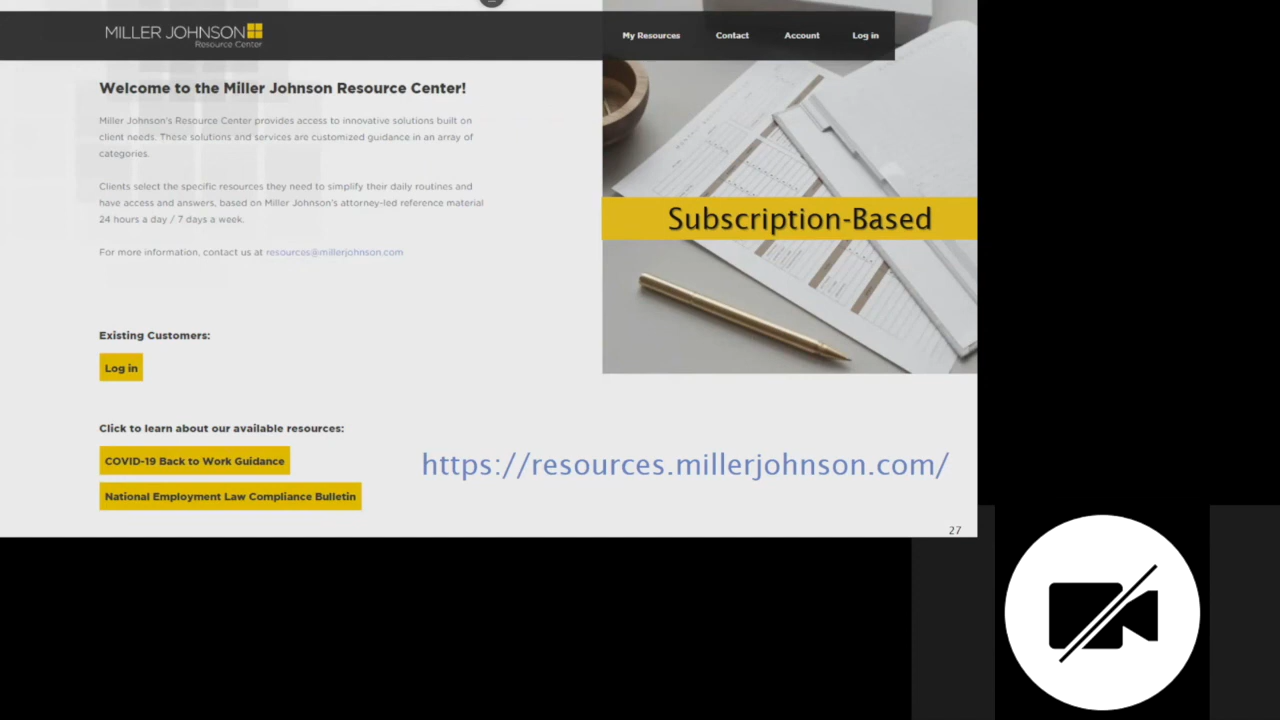 MILLER JOHNSON
Resource Center
My Resources Contact Account Log in
Welcome to the Miller Johnson Resource Center!
Miller Johnson's Resource Center provides access to innovative solutions built on
client needs. These solutions and services are customized guidance in an array of
categories.
Clients select the specific resources they need to simplify their daily routines and
have access and answers, based on Miller Johnson's attorney-led reference material
24 hours a day / 7 days a week.
For more information, contact us at resources@millerjohnson.com
Subscription-Based
Existing Customers:
Log in
Click to learn about our available resources:
COVID-19 Back to Work Guidance
National Employment Law Compliance Bulletin
https://resources.millerjohnson.com/
27